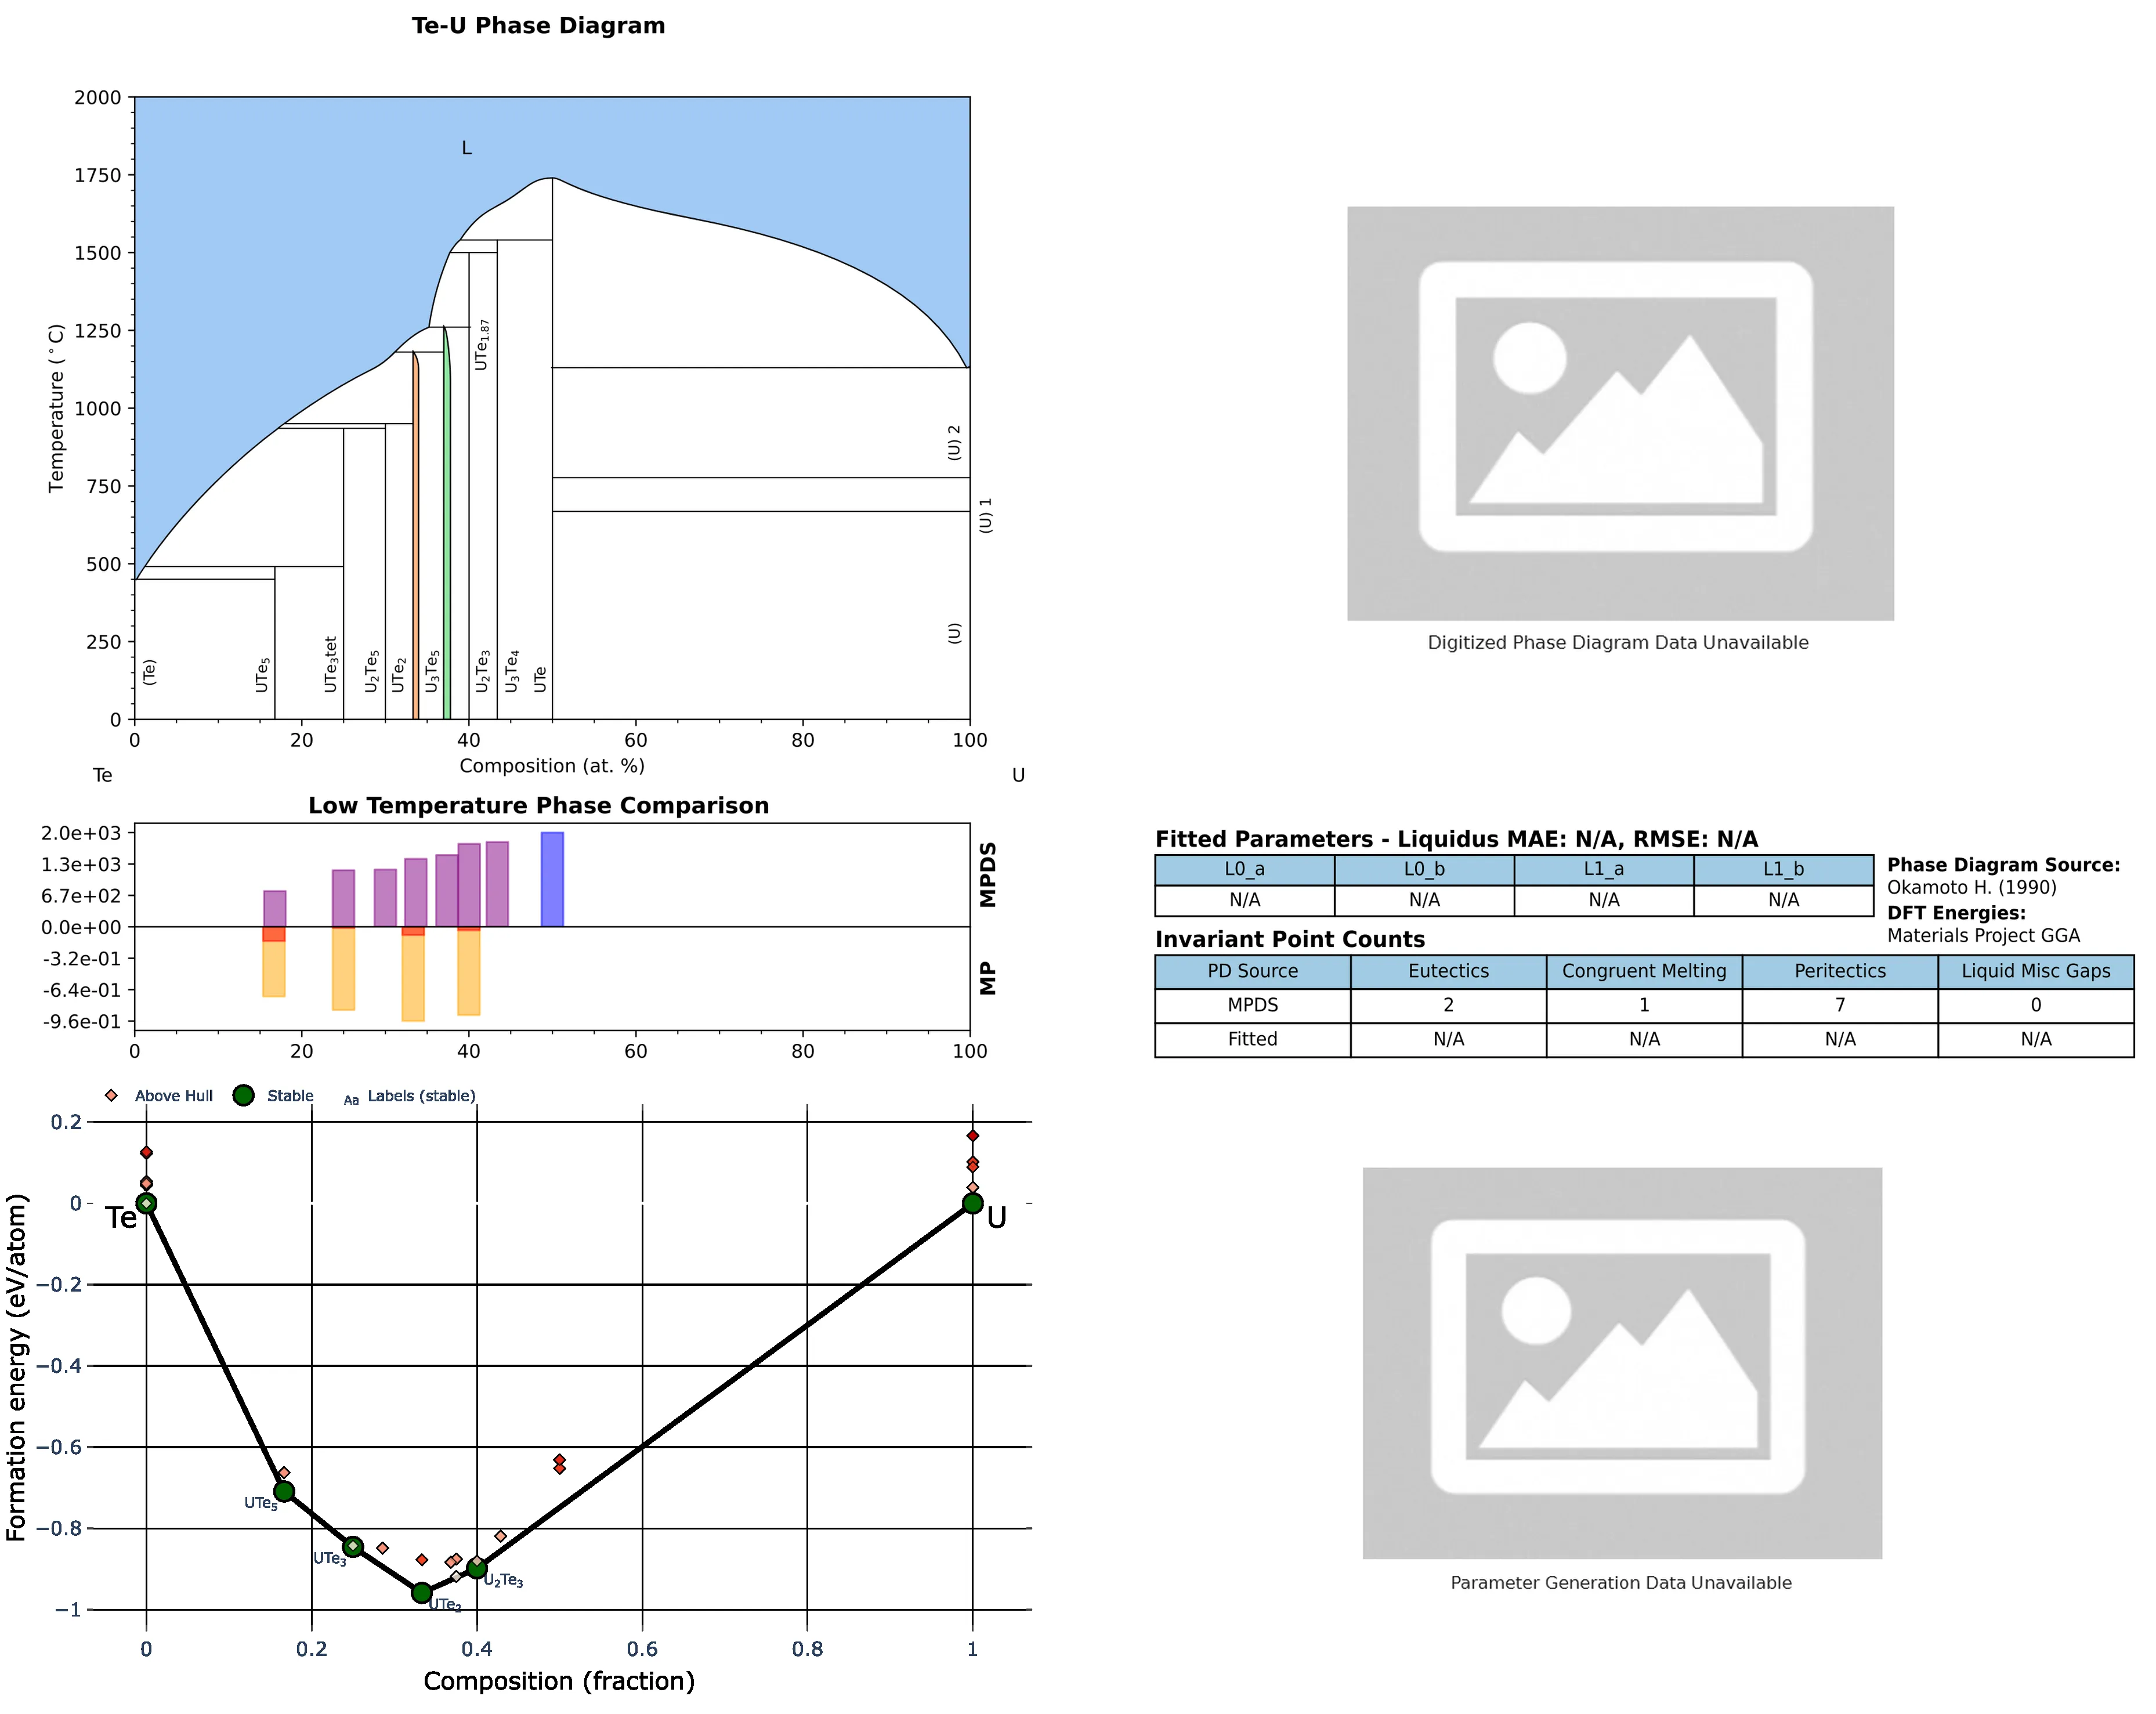 Te-U Phase Diagram
2000
1750
1500
1250
1000
750
500
250
0
Temperature (°C)
L
UTe1.87
(U) 2
(U) 1
(U)
(Te)
UTe5
UTe3tet
U2Te5
UTe2
U3Te5
U2Te3
U3Te4
UTe
0 20 40 60 80 100
Composition (at. %)
Te U
Low Temperature Phase Comparison
2.0e+03
1.3e+03
6.7e+02
0.0e+00
-3.2e-01
-6.4e-01
-9.6e-01
MPDS
MP
0 20 40 60 80 100
Above Hull Stable Aa Labels (stable)
0.2
0
−0.2
−0.4
−0.6
−0.8
−1
Formation energy (eV/atom)
Te
U
UTe5
UTe3
UTe2
U2Te3
0 0.2 0.4 0.6 0.8 1
Composition (fraction)
Digitized Phase Diagram Data Unavailable
Fitted Parameters - Liquidus MAE: N/A, RMSE: N/A
L0_a L0_b L1_a L1_b
N/A N/A N/A N/A
Phase Diagram Source:
Okamoto H. (1990)
DFT Energies:
Materials Project GGA
Invariant Point Counts
PD Source Eutectics Congruent Melting Peritectics Liquid Misc Gaps
MPDS 2 1 7 0
Fitted N/A N/A N/A N/A
Parameter Generation Data Unavailable